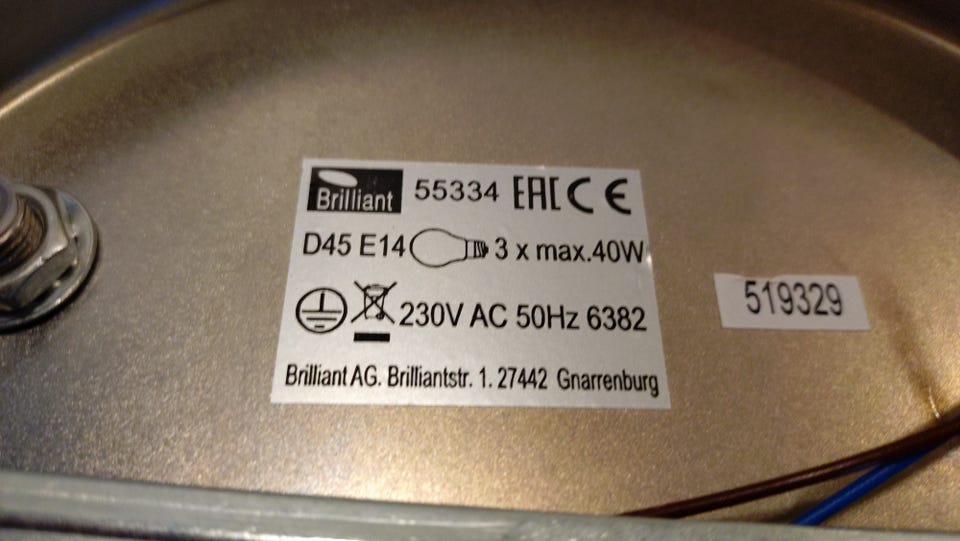 Brilliant 55334 EAC CE
D45 E14 3 x max.40W
230V AC 50Hz 6382
Brilliant AG. Brilliantstr. 1. 27442 Gnarrenburg
519329